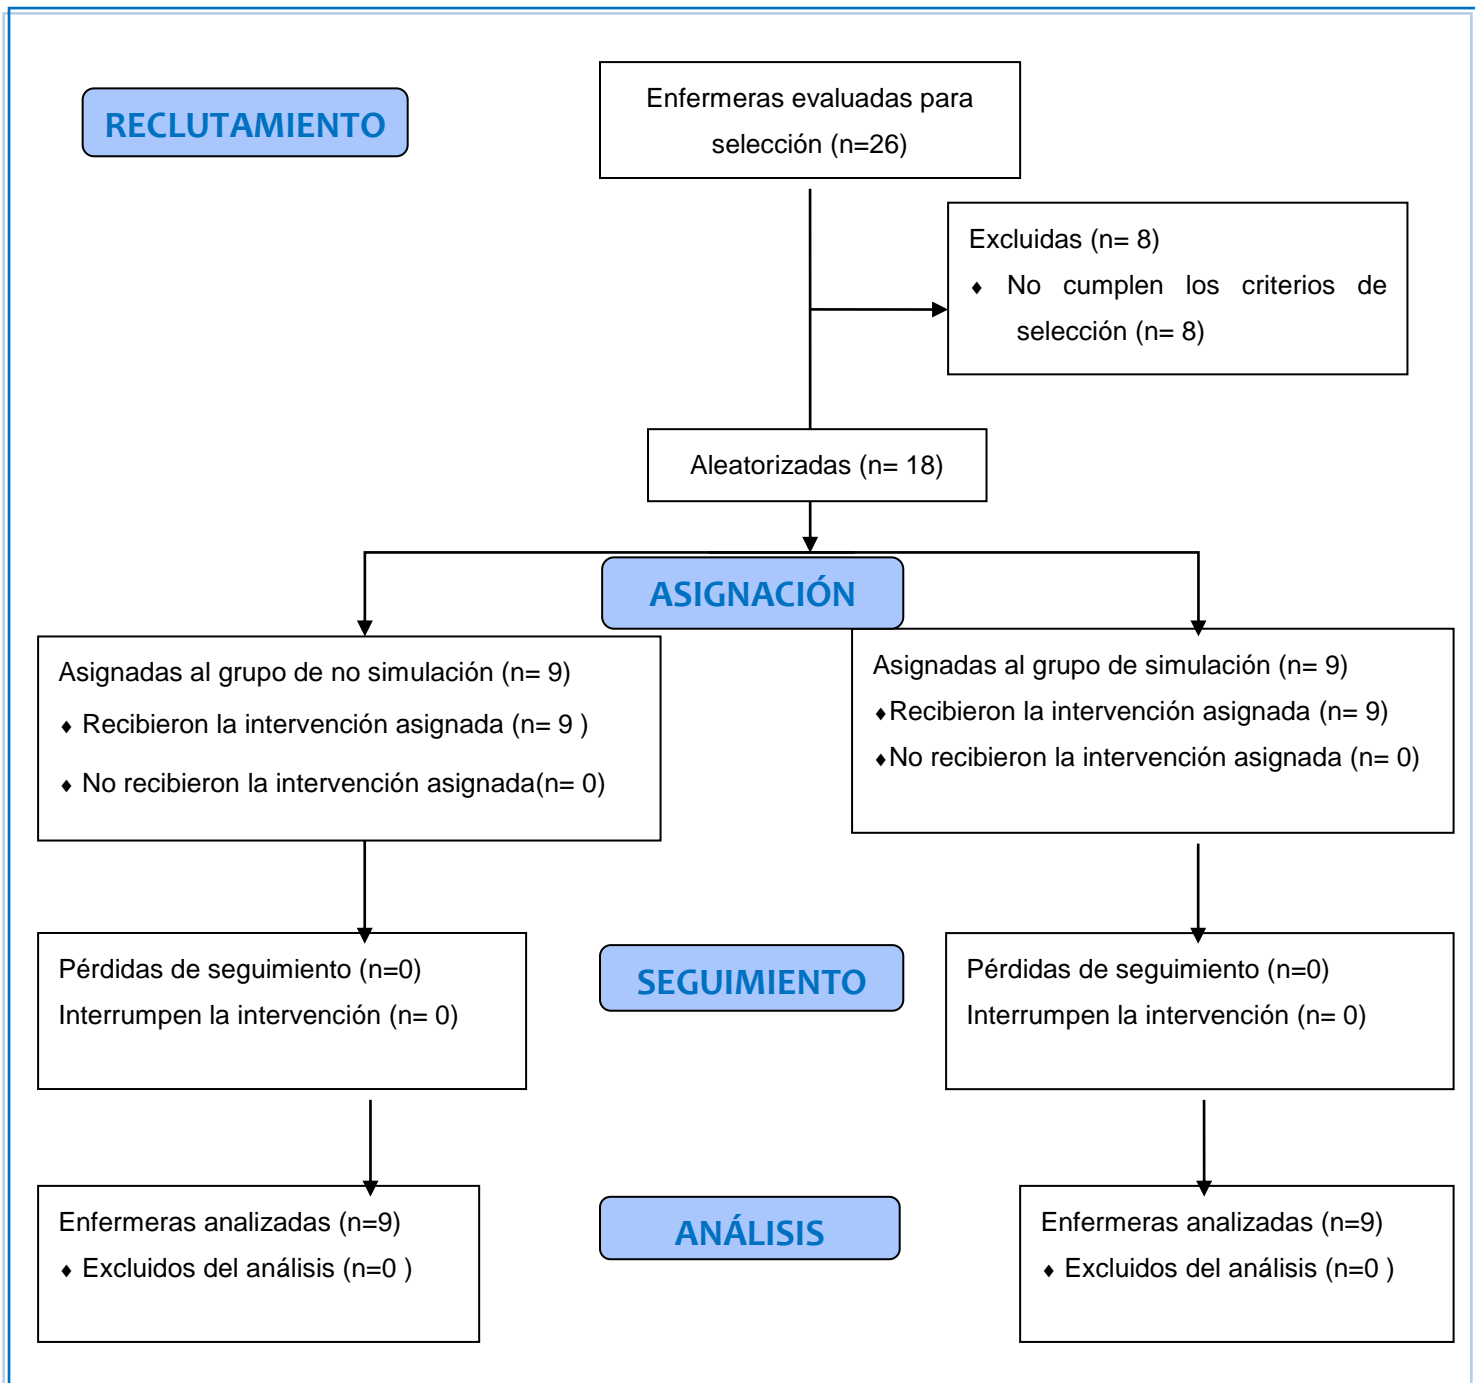 RECLUTAMIENTO
Enfermeras evaluadas para
selección (n=26)
Excluidas (n= 8)
♦ No cumplen los criterios de
selección (n= 8)
Aleatorizadas (n= 18)
ASIGNACIÓN
Asignadas al grupo de no simulación (n= 9)
♦ Recibieron la intervención asignada (n= 9 )
♦ No recibieron la intervención asignada(n= 0)
Asignadas al grupo de simulación (n= 9)
♦Recibieron la intervención asignada (n= 9)
♦No recibieron la intervención asignada (n= 0)
Pérdidas de seguimiento (n=0)
Interrumpen la intervención (n= 0)
SEGUIMIENTO
Pérdidas de seguimiento (n=0)
Interrumpen la intervención (n= 0)
Enfermeras analizadas (n=9)
♦ Excluidos del análisis (n=0 )
ANÁLISIS
Enfermeras analizadas (n=9)
♦ Excluidos del análisis (n=0 )